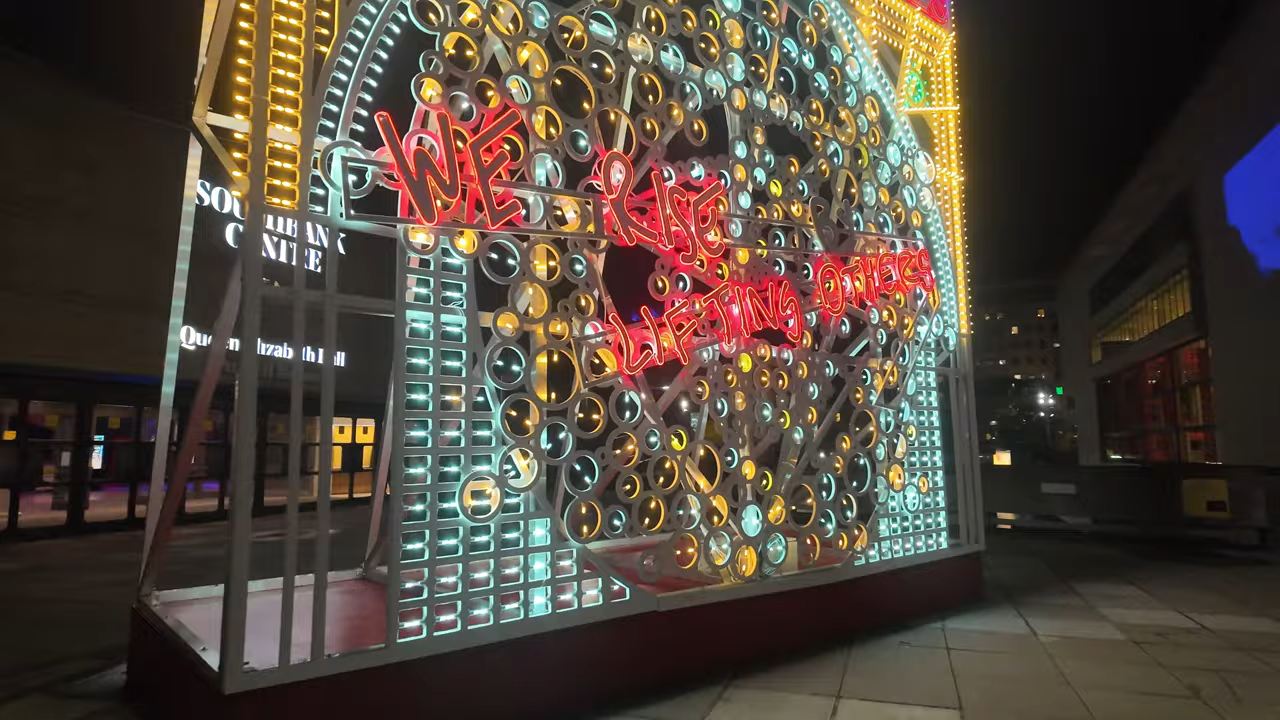 WE RISE
LIFTING OTHERS
SOUTHBANK
CENTRE
Queen Elizabeth Hall